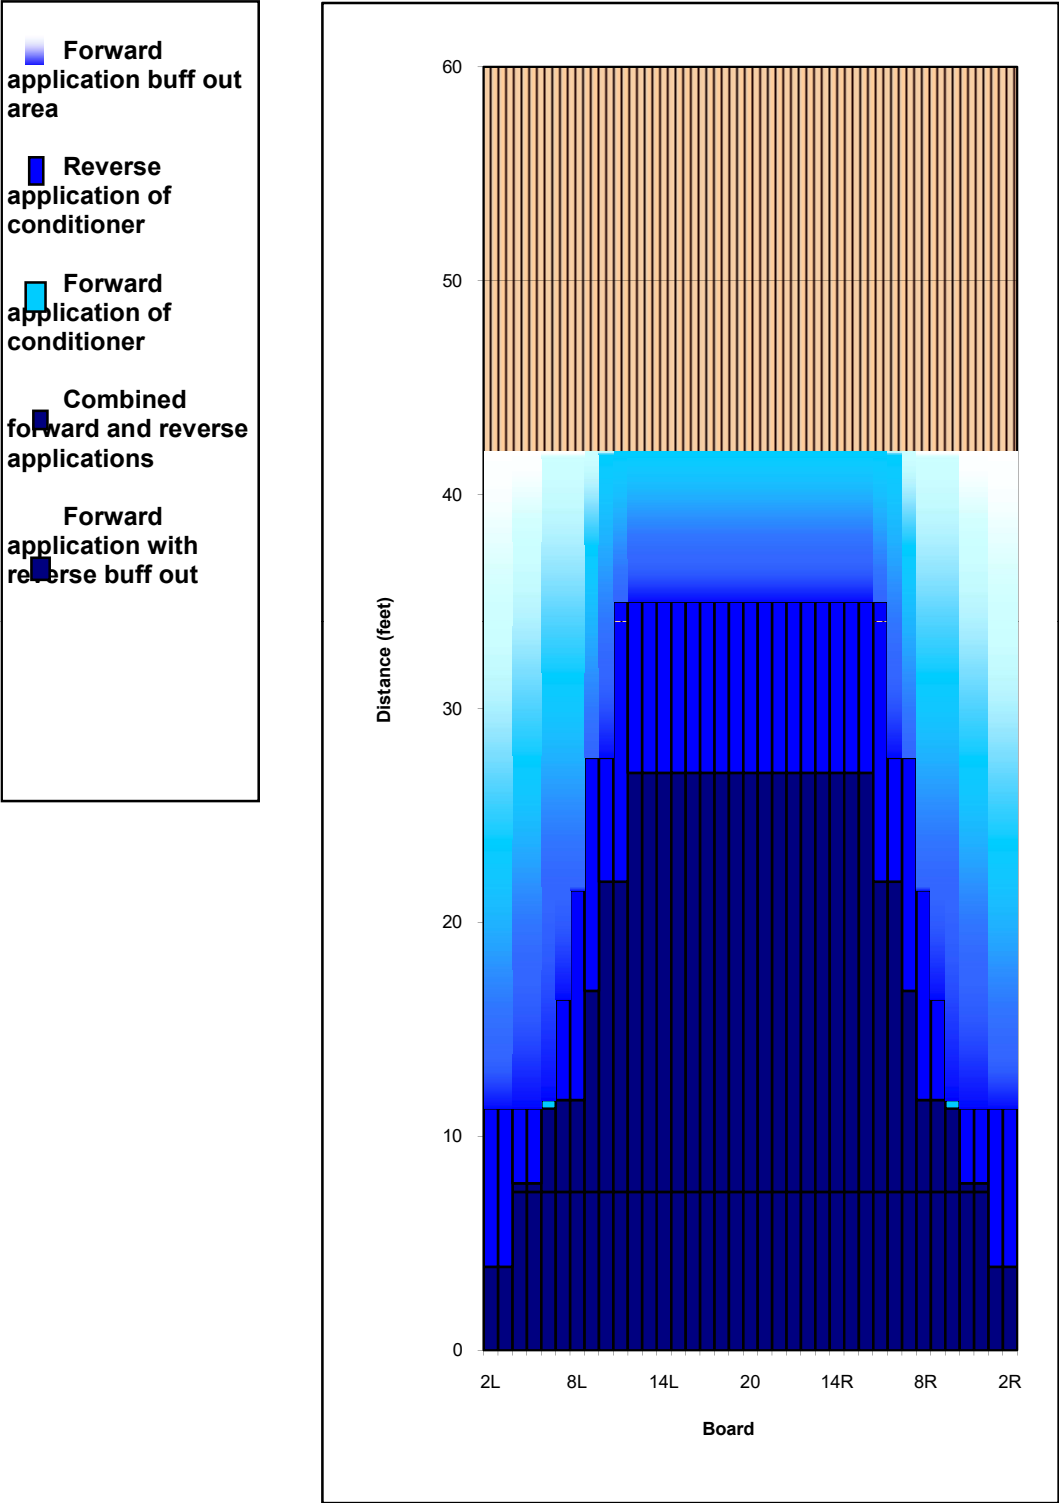 Forward
application buff out
area
Reverse
application of
conditioner
Forward
application of
conditioner
Combined
forward and reverse
applications
Forward
application with
reverse buff out
60
50
40
30
20
10
0
Distance (feet)
2L 8L 14L 20 14R 8R 2R
Board